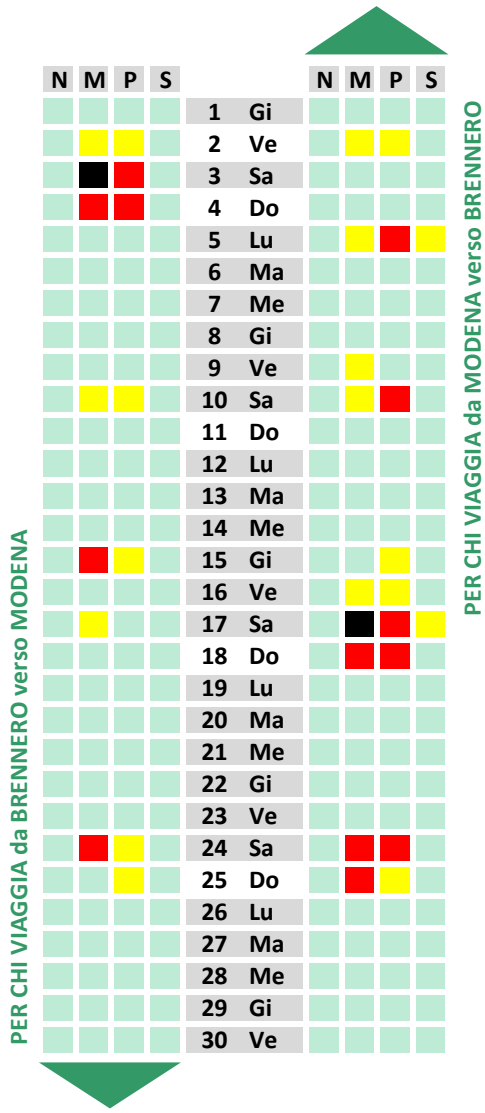 N M P S N M P S
1 Gi
2 Ve
3 Sa
4 Do
5 Lu
6 Ma
7 Me
8 Gi
9 Ve
10 Sa
11 Do
12 Lu
13 Ma
14 Me
15 Gi
16 Ve
17 Sa
18 Do
19 Lu
20 Ma
21 Me
22 Gi
23 Ve
24 Sa
25 Do
26 Lu
27 Ma
28 Me
29 Gi
30 Ve
PER CHI VIAGGIA da BRENNERO verso MODENA
PER CHI VIAGGIA da MODENA verso BRENNERO